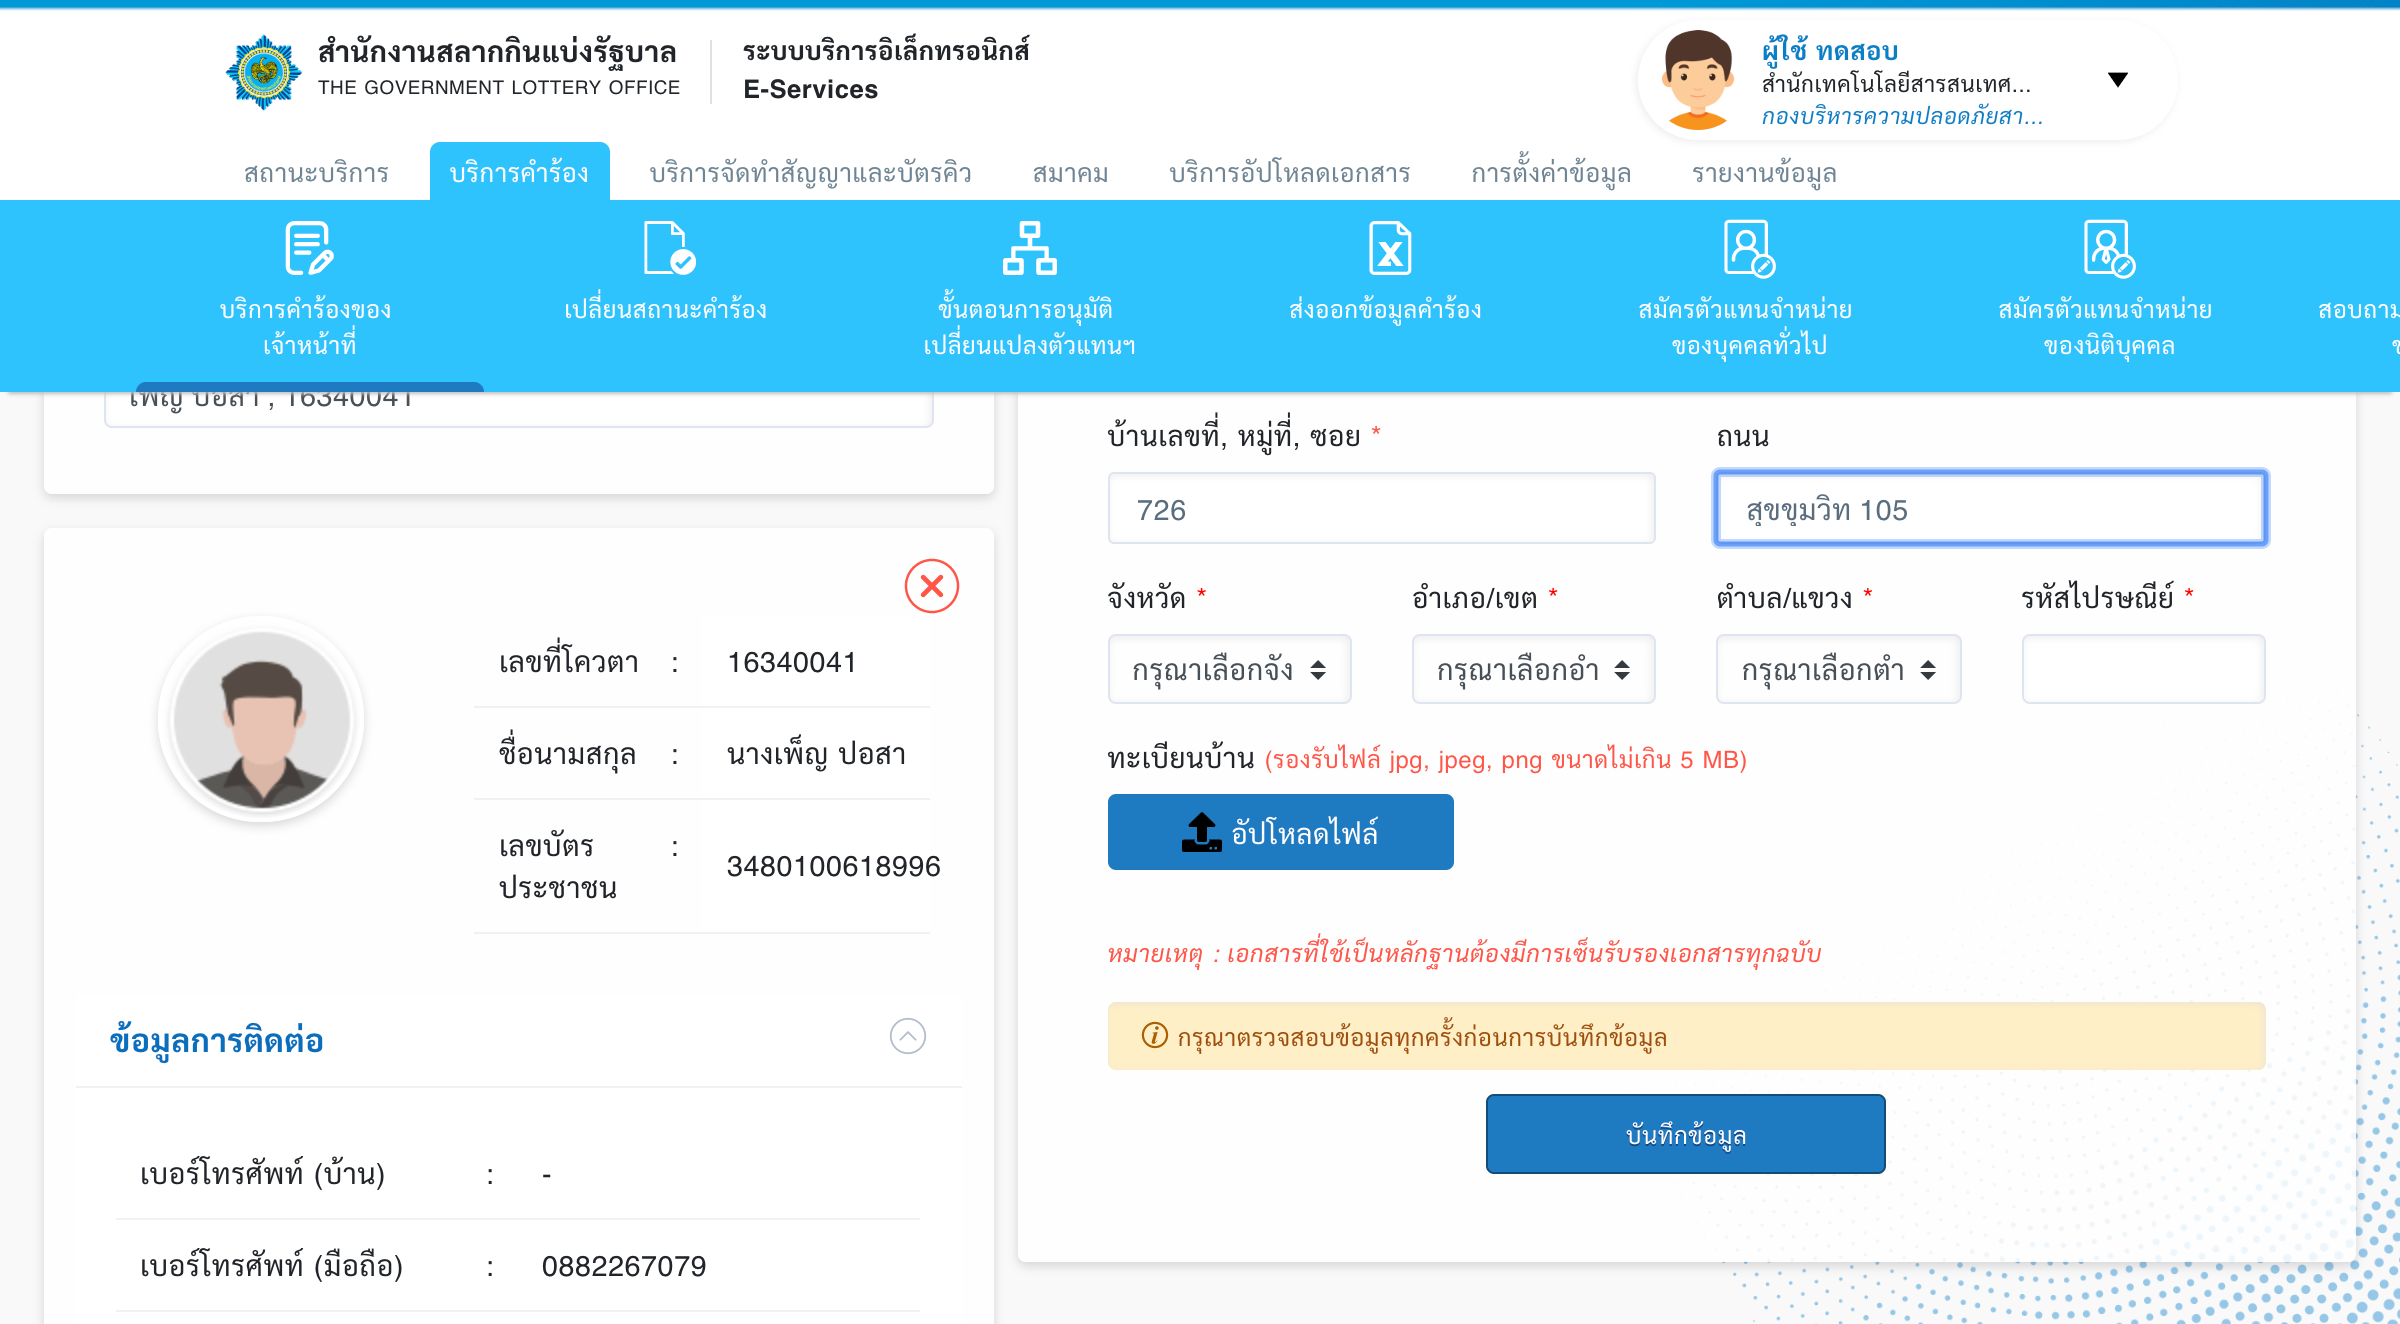 สำนักงานสลากกินแบ่งรัฐบาล
THE GOVERNMENT LOTTERY OFFICE
ระบบบริการอิเล็กทรอนิกส์
E-Services
ผู้ใช้ ทดสอบ
สำนักเทคโนโลยีสารสนเทศ...
กองบริหารความปลอดภัยสา...
สถานะบริการ
บริการคำร้อง
บริการจัดทำสัญญาและบัตรคิว
สมาคม
บริการอัปโหลดเอกสาร
การตั้งค่าข้อมูล
รายงานข้อมูล
บริการคำร้องของ
เจ้าหน้าที่
เปลี่ยนสถานะคำร้อง
ขั้นตอนการอนุมัติ
เปลี่ยนแปลงตัวแทนฯ
ส่งออกข้อมูลคำร้อง
สมัครตัวแทนจำหน่าย
ของบุคคลทั่วไป
สมัครตัวแทนจำหน่าย
ของนิติบุคคล
สอบถาม
เพ็ญ ปอสา , 16340041
เลขที่โควตา : 16340041
ชื่อนามสกุล : นางเพ็ญ ปอสา
เลขบัตร
ประชาชน : 3480100618996
ข้อมูลการติดต่อ
เบอร์โทรศัพท์ (บ้าน) : -
เบอร์โทรศัพท์ (มือถือ) : 0882267079
บ้านเลขที่, หมู่ที่, ซอย *
726
ถนน
สุขขุมวิท 105
จังหวัด *
กรุณาเลือกจัง
อำเภอ/เขต *
กรุณาเลือกอำ
ตำบล/แขวง *
กรุณาเลือกตำ
รหัสไปรษณีย์ *
ทะเบียนบ้าน (รองรับไฟล์ jpg, jpeg, png ขนาดไม่เกิน 5 MB)
อัปโหลดไฟล์
หมายเหตุ : เอกสารที่ใช้เป็นหลักฐานต้องมีการเซ็นรับรองเอกสารทุกฉบับ
กรุณาตรวจสอบข้อมูลทุกครั้งก่อนการบันทึกข้อมูล
บันทึกข้อมูล